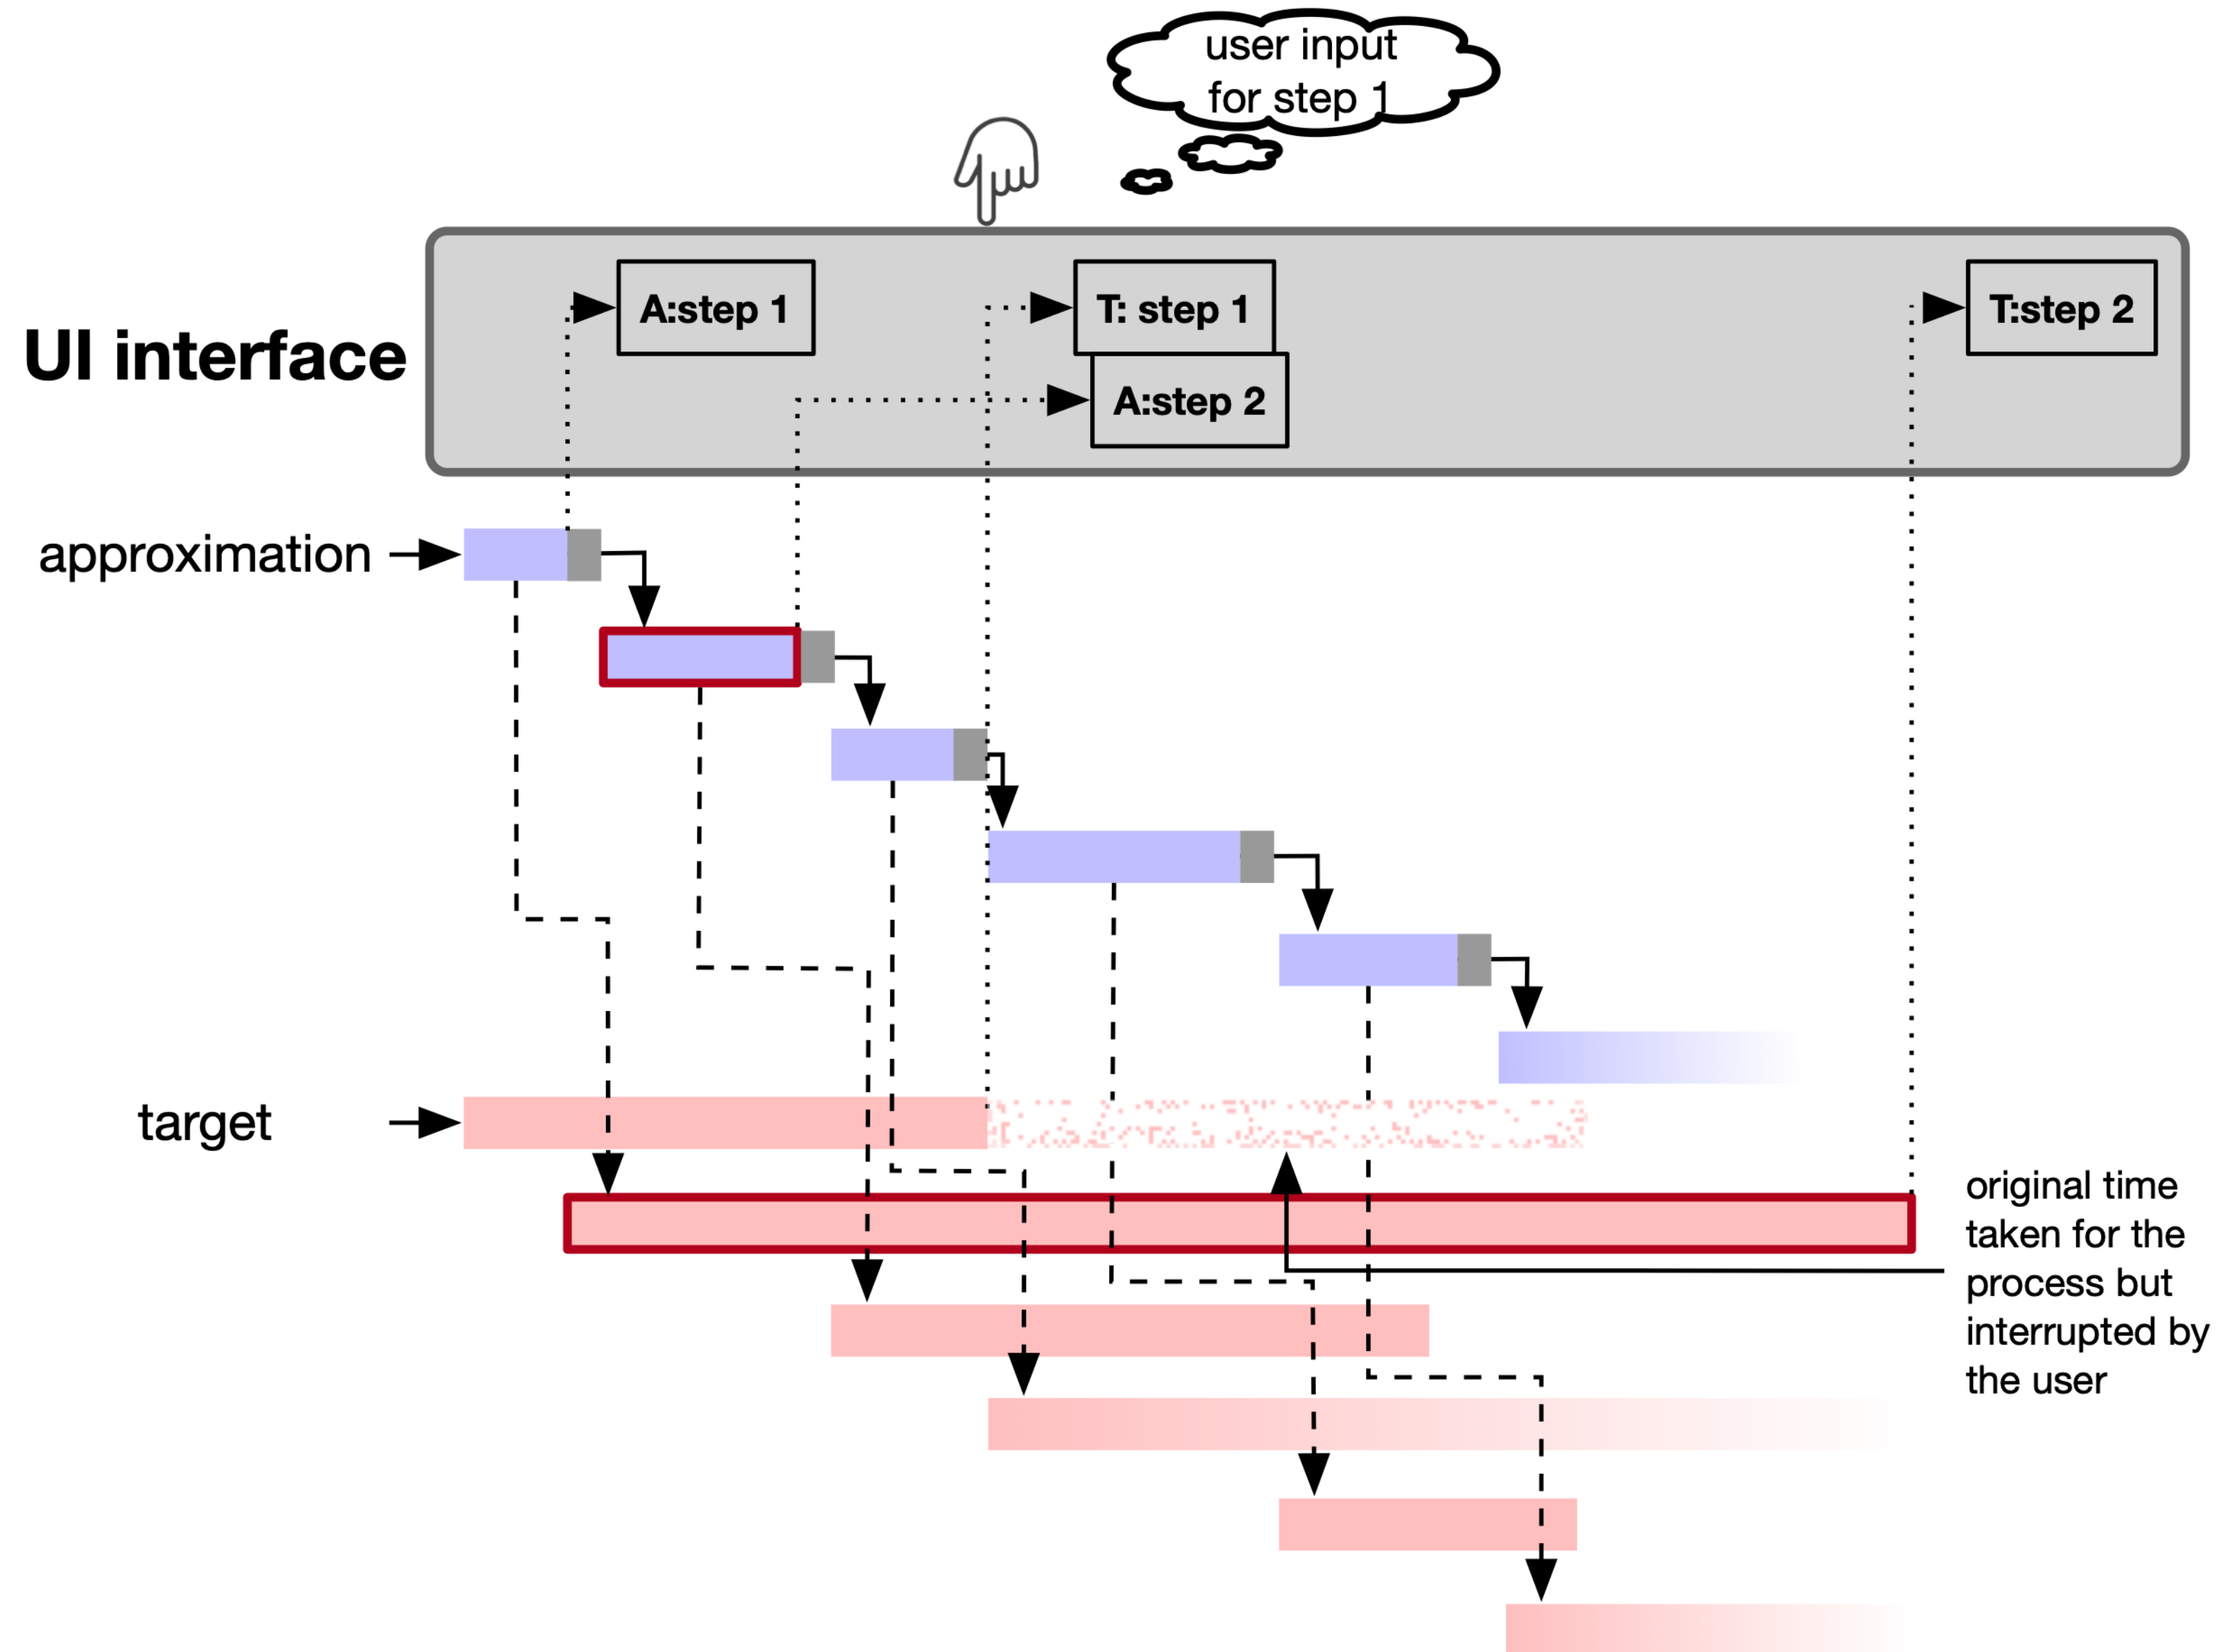 user input
for step 1
UI interface
A:step 1
T: step 1
T:step 2
A:step 2
approximation
target
original time
taken for the
process but
interrupted by
the user